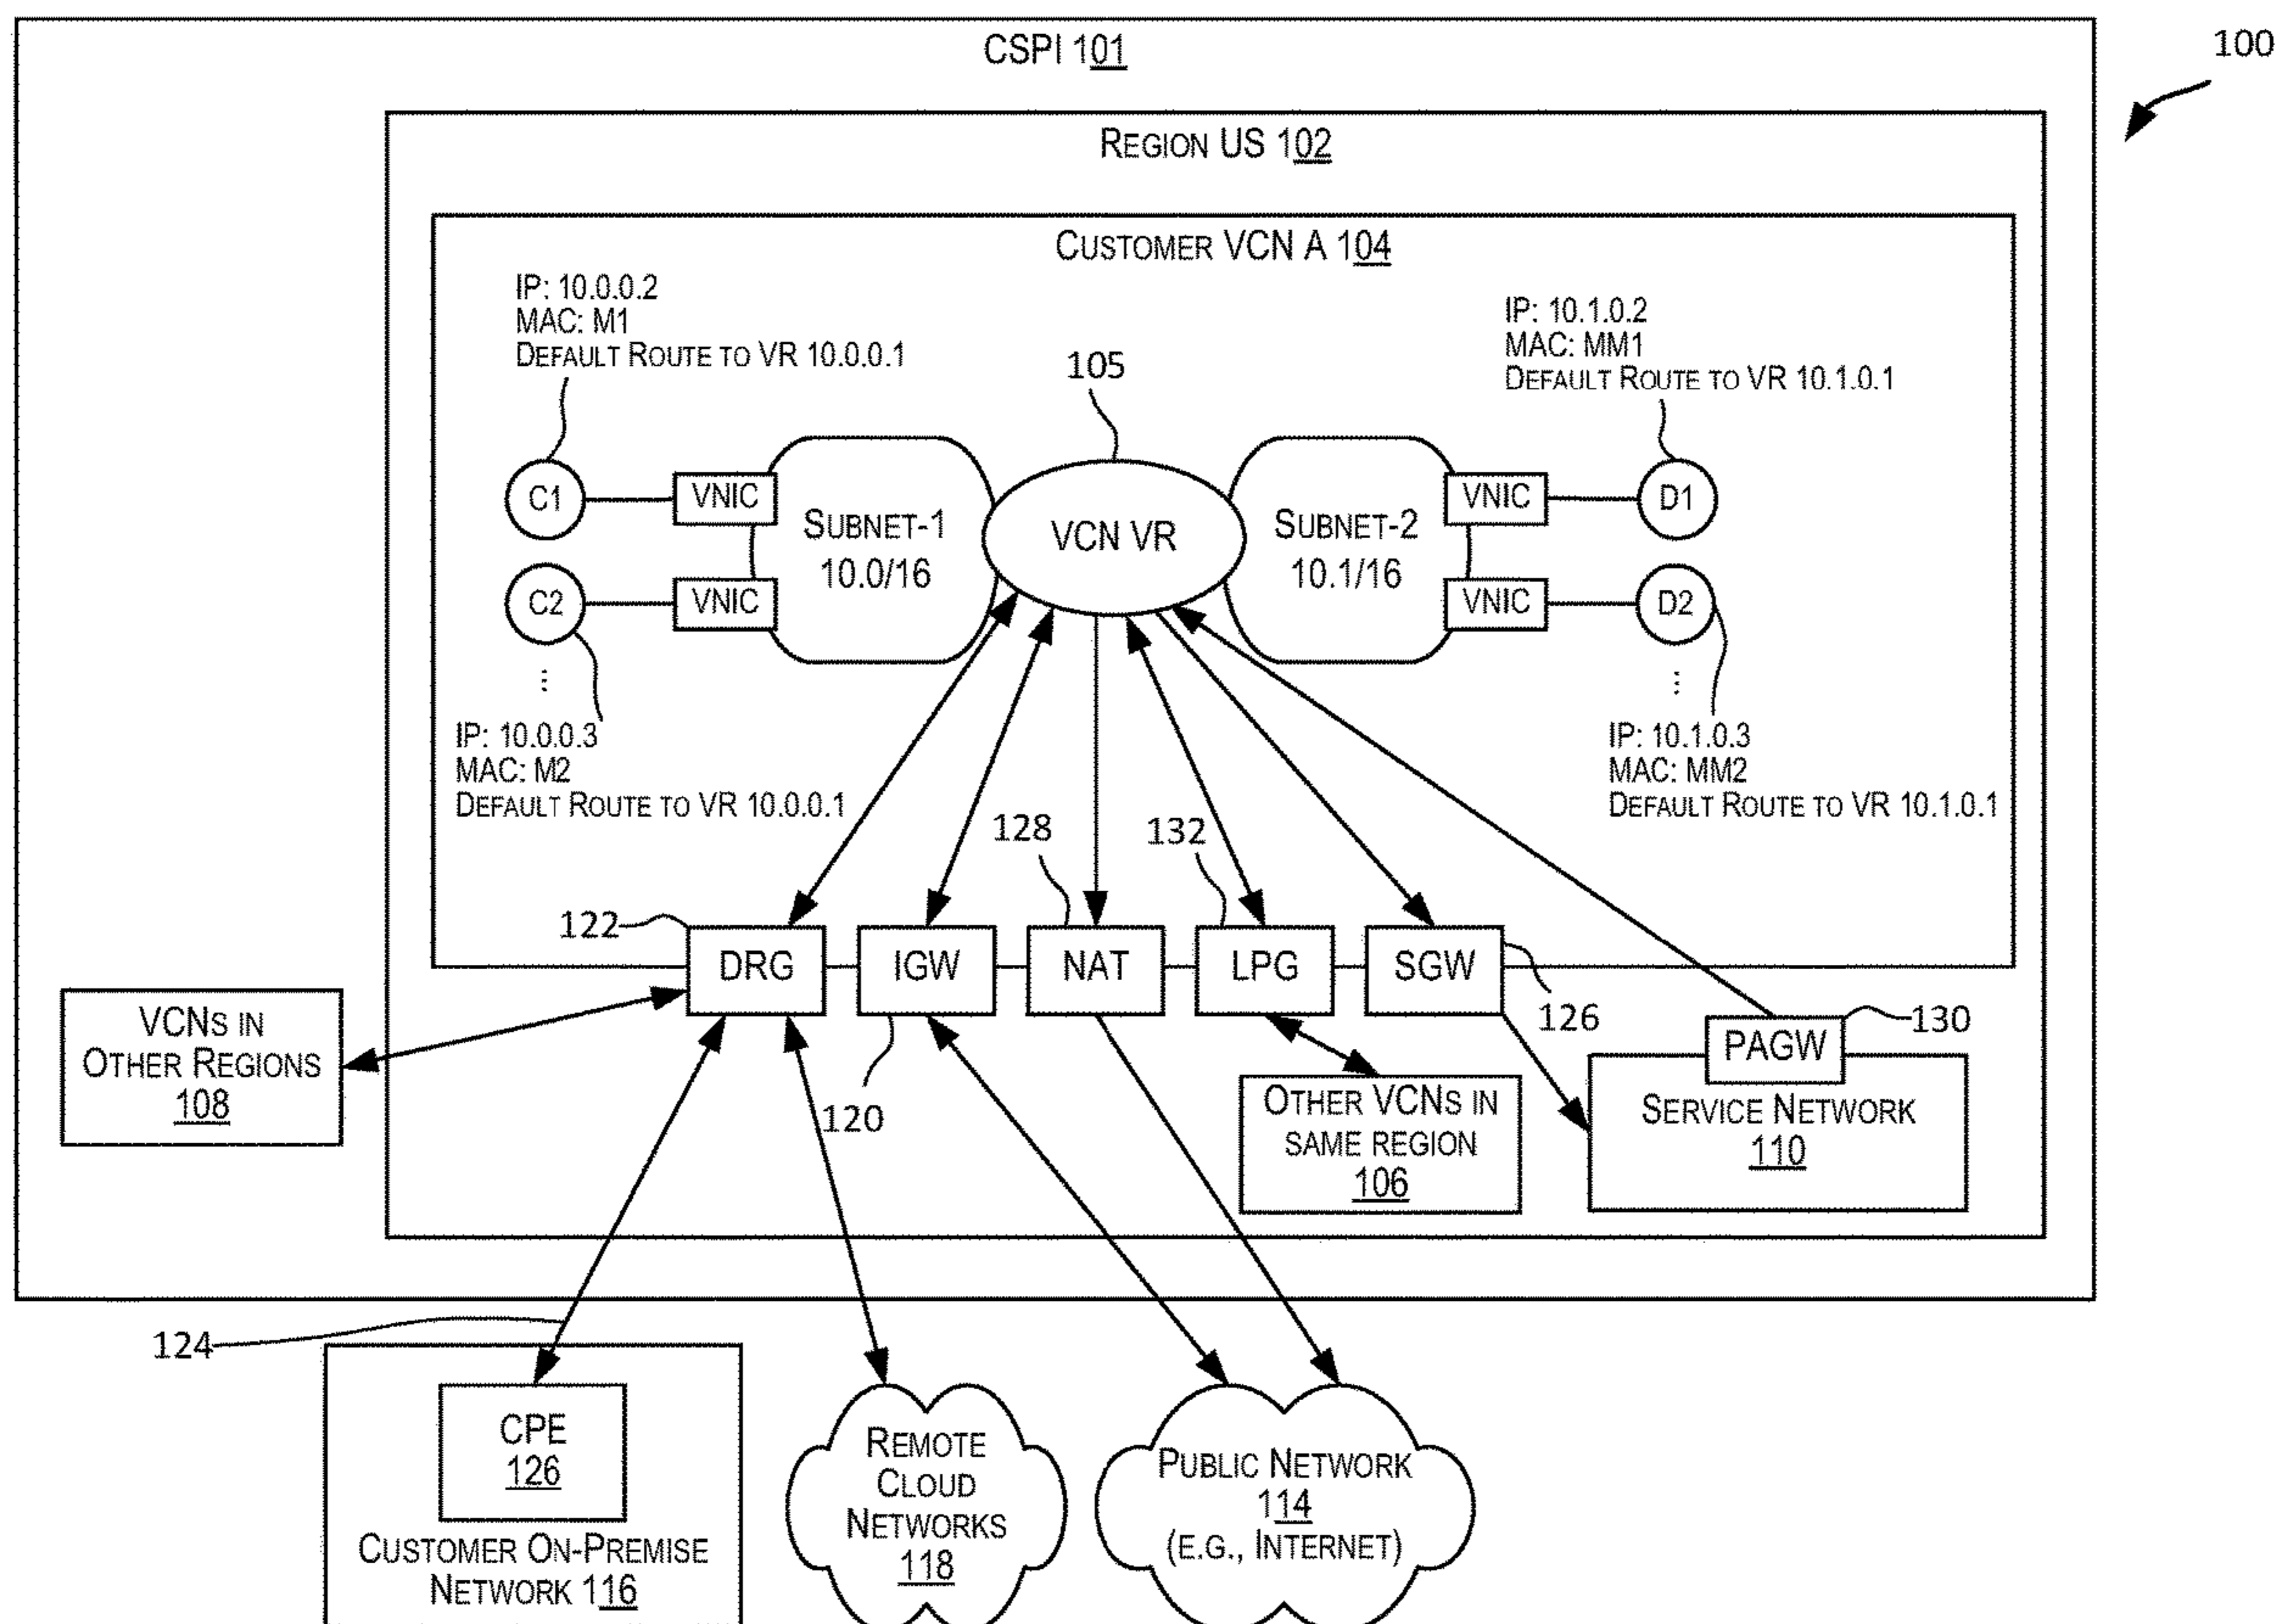 CSPI 101
100
REGION US 102
CUSTOMER VCN A 104
IP: 10.0.0.2
MAC: M1
DEFAULT ROUTE TO VR 10.0.0.1
IP: 10.1.0.2
MAC: MM1
DEFAULT ROUTE TO VR 10.1.0.1
105
C1
VNIC
SUBNET-1
10.0/16
VCN VR
SUBNET-2
10.1/16
VNIC
D1
C2
VNIC
VNIC
D2
...
...
IP: 10.0.0.3
MAC: M2
DEFAULT ROUTE TO VR 10.0.0.1
IP: 10.1.0.3
MAC: MM2
DEFAULT ROUTE TO VR 10.1.0.1
128
132
122
DRG
IGW
NAT
LPG
SGW
126
130
PAGW
VCNS IN
OTHER REGIONS
108
120
OTHER VCNS IN
SAME REGION
106
SERVICE NETWORK
110
124
CPE
126
CUSTOMER ON-PREMISE
NETWORK 116
REMOTE
CLOUD
NETWORKS
118
PUBLIC NETWORK
114
(E.G., INTERNET)